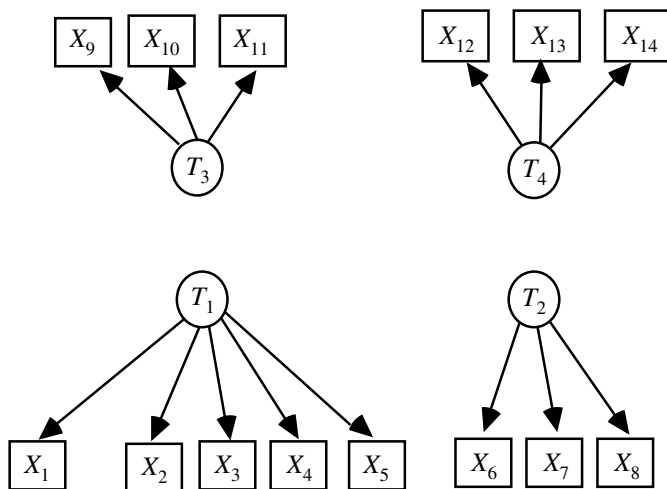 X₉ X₁₀ X₁₁ X₁₂ X₁₃ X₁₄
T₃ T₄
T₁ T₂
X₁ X₂ X₃ X₄ X₅ X₆ X₇ X₈